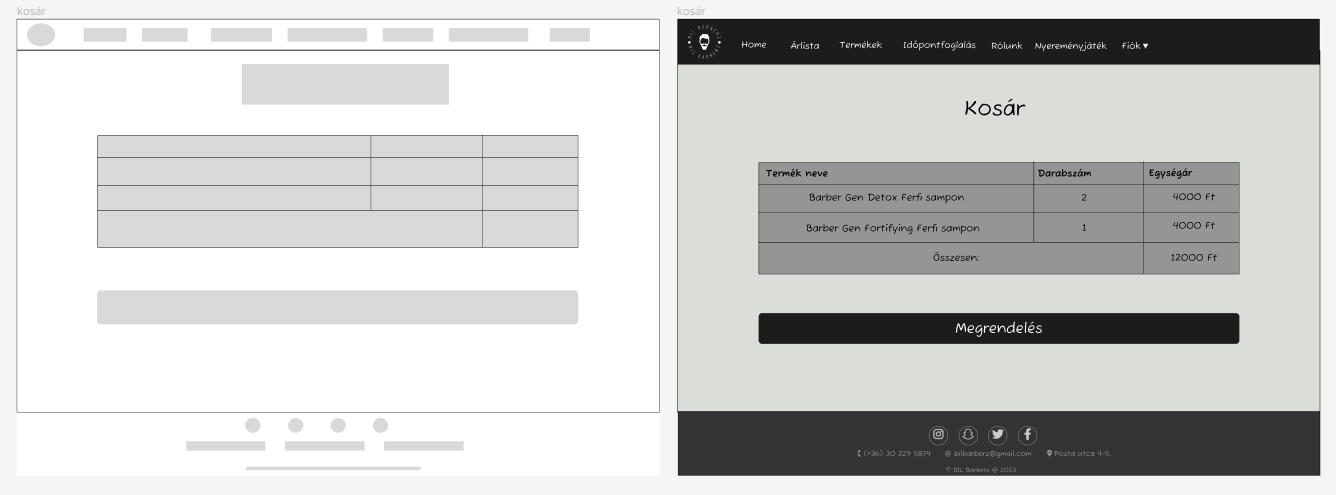 kosár
kosár
Home Árlista Termékek Időpontfoglalás Rólunk Nyereményjáték Fiók ▼
Kosár
Termék neve Darabszám Egységár
Barber Gen Detox Ferfi sampon 2 4000 Ft
Barber Gen Fortifying Ferfi sampon 1 4000 Ft
Összesen: 12000 Ft
Megrendelés
(+36) 30 229 5874 @ bilbarberz@gmail.com Posta utca 4-5.
© BIL Barberz @ 2023